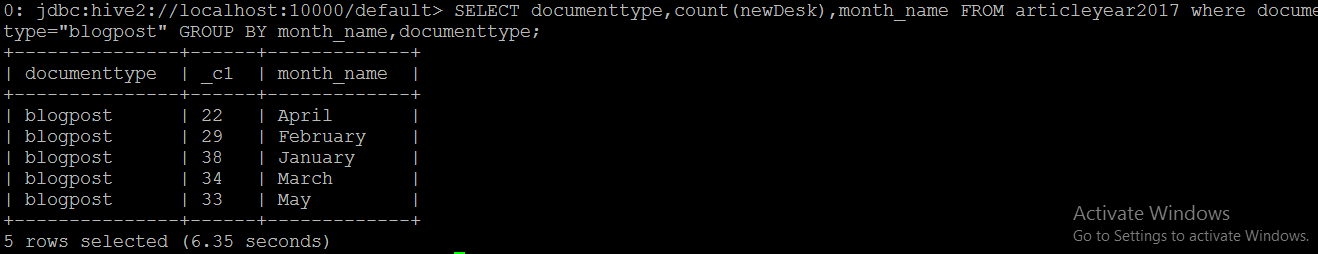 0: jdbc:hive2://localhost:10000/default> SELECT documenttype,count(newDesk),month_name FROM articleyear2017 where docume
type="blogpost" GROUP BY month_name,documenttype;
+---------------+------+-------------+
| documenttype  | _c1  | month_name  |
+---------------+------+-------------+
| blogpost      | 22   | April       |
| blogpost      | 29   | February    |
| blogpost      | 38   | January     |
| blogpost      | 34   | March       |
| blogpost      | 33   | May         |
+---------------+------+-------------+
5 rows selected (6.35 seconds)
Activate Windows
Go to Settings to activate Windows.